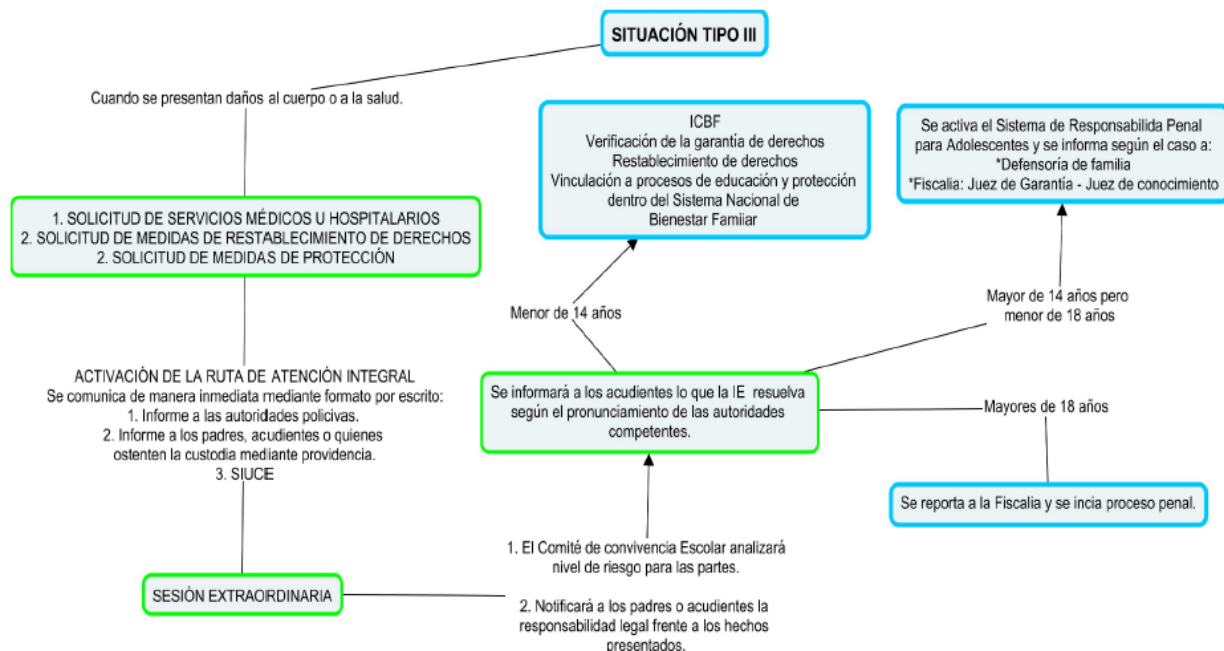 SITUACIÓN TIPO III
Cuando se presentan daños al cuerpo o a la salud.
1. SOLICITUD DE SERVICIOS MÉDICOS U HOSPITALARIOS
2. SOLICITUD DE MEDIDAS DE RESTABLECIMIENTO DE DERECHOS
2. SOLICITUD DE MEDIDAS DE PROTECCIÓN
ACTIVACIÓN DE LA RUTA DE ATENCIÓN INTEGRAL
Se comunica de manera inmediata mediante formato por escrito:
1. Informe a las autoridades policivas.
2. Informe a los padres, acudientes o quienes
ostenten la custodia mediante providencia.
3. SIUCE
SESIÓN EXTRAORDINARIA
1. El Comité de convivencia Escolar analizará
nivel de riesgo para las partes.
2. Notificará a los padres o acudientes la
responsabilidad legal frente a los hechos
presentados.
Se informará a los acudientes lo que la IE resuelva
según el pronunciamiento de las autoridades
competentes.
Menor de 14 años
ICBF
Verificación de la garantía de derechos
Restablecimiento de derechos
Vinculación a procesos de educación y protección
dentro del Sistema Nacional de
Bienestar Famiiar
Mayor de 14 años pero
menor de 18 años
Se activa el Sistema de Responsabilida Penal
para Adolescentes y se informa según el caso a:
*Defensoría de familia
*Fiscalia: Juez de Garantía - Juez de conocimiento
Mayores de 18 años
Se reporta a la Fiscalia y se incia proceso penal.